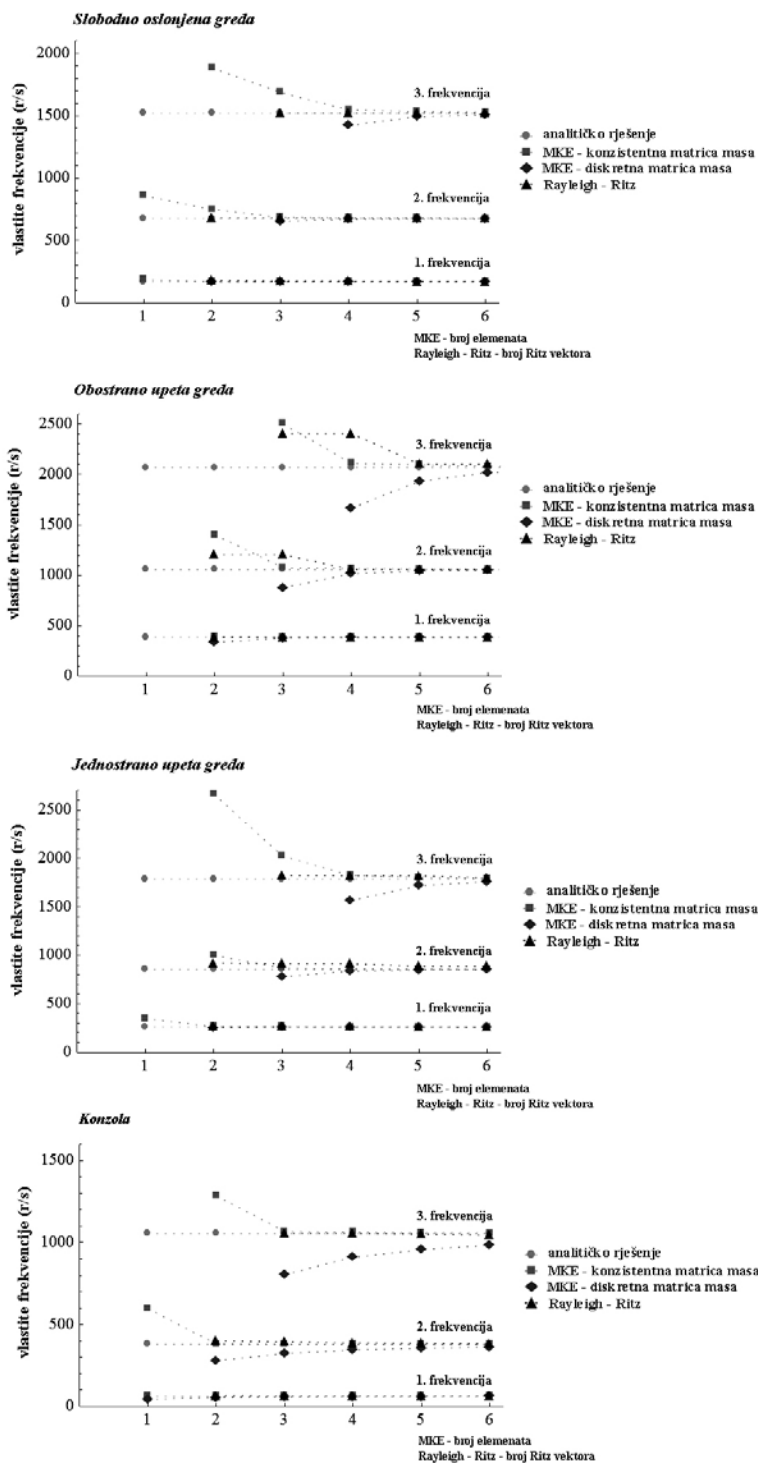 Slobodno oslonjena greda
vlastite frekvencije (r/s)
2000
1500
1000
500
0
3. frekvencija
2. frekvencija
1. frekvencija
1 2 3 4 5 6
MKE - broj elemenata
Rayleigh - Ritz - broj Ritz vektora
analitičko rješenje
MKE - konzistentna matrica masa
MKE - diskretna matrica masa
Rayleigh - Ritz
Obostrano upeta greda
vlastite frekvencije (r/s)
2500
2000
1500
1000
500
0
3. frekvencija
2. frekvencija
1. frekvencija
1 2 3 4 5 6
MKE - broj elemenata
Rayleigh - Ritz - broj Ritz vektora
analitičko rješenje
MKE - konzistentna matrica masa
MKE - diskretna matrica masa
Rayleigh - Ritz
Jednostrano upeta greda
vlastite frekvencije (r/s)
2500
2000
1500
1000
500
0
3. frekvencija
2. frekvencija
1. frekvencija
1 2 3 4 5 6
MKE - broj elemenata
Rayleigh - Ritz - broj Ritz vektora
analitičko rješenje
MKE - konzistentna matrica masa
MKE - diskretna matrica masa
Rayleigh - Ritz
Konzola
vlastite frekvencije (r/s)
1500
1000
500
0
3. frekvencija
2. frekvencija
1. frekvencija
1 2 3 4 5 6
MKE - broj elemenata
Rayleigh - Ritz - broj Ritz vektora
analitičko rješenje
MKE - konzistentna matrica masa
MKE - diskretna matrica masa
Rayleigh - Ritz